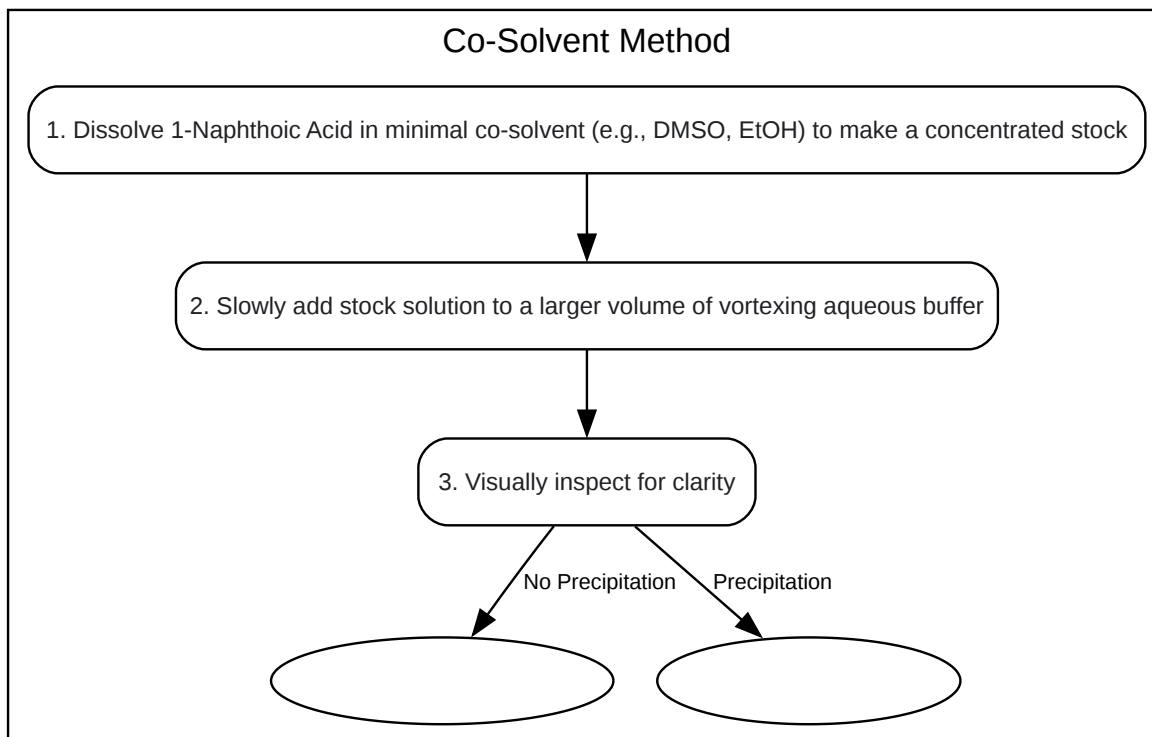 Co-Solvent Method
1. Dissolve 1-Naphthoic Acid in minimal co-solvent (e.g., DMSO, EtOH) to make a concentrated stock
2. Slowly add stock solution to a larger volume of vortexing aqueous buffer
3. Visually inspect for clarity
No Precipitation
Precipitation